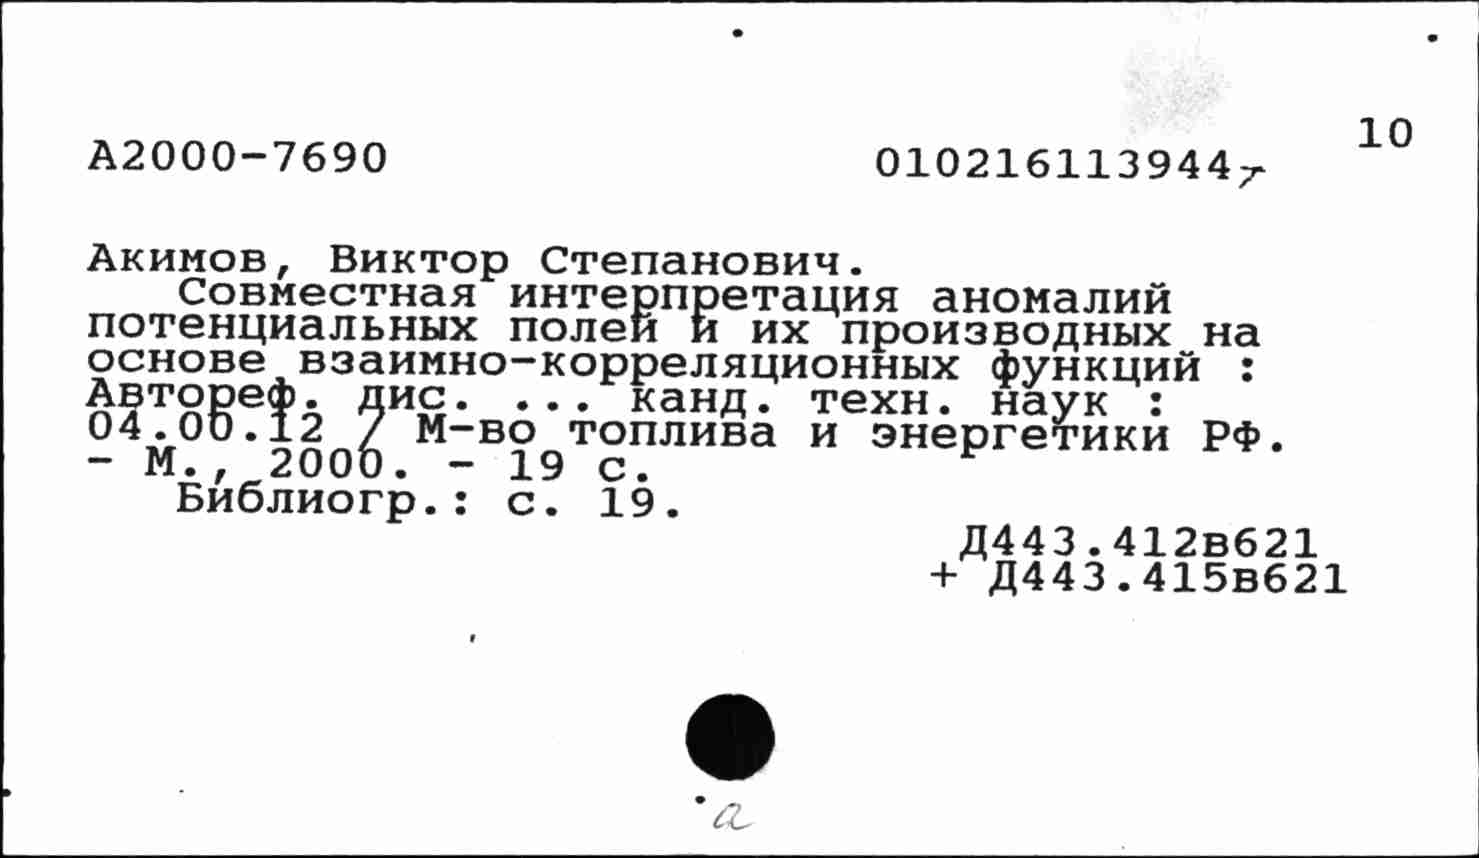 10
А2000-7690 010216113944
Акимов, Виктор Степанович.
Совместная интерпретация аномалий
потенциальных полей и их производных на
основе взаимно-корреляционных функций :
Автореф. дис. ... канд. техн. наук :
04.00.12 / М-во топлива и энергетики РФ.
- М., 2000. - 19 с.
Библиогр.: с. 19.
Д443.412в621
+ Д443.415в621
а